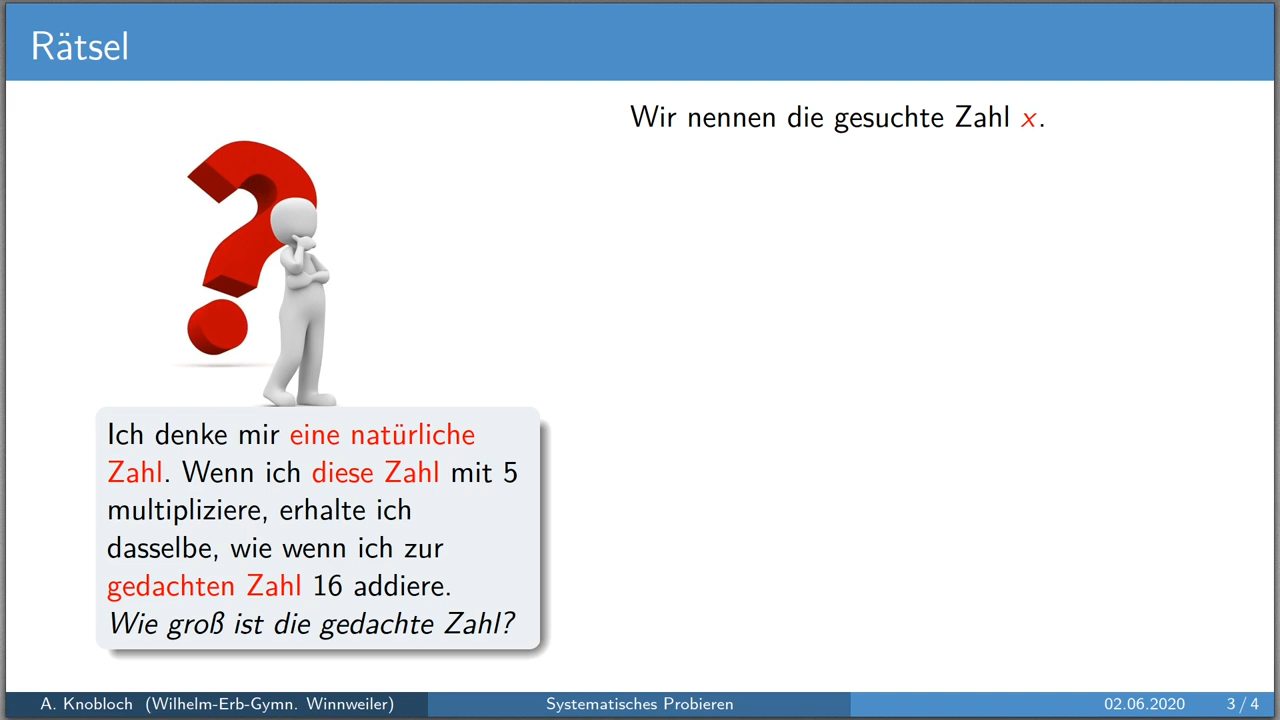 Rätsel
Wir nennen die gesuchte Zahl x.
Ich denke mir eine natürliche
Zahl. Wenn ich diese Zahl mit 5
multipliziere, erhalte ich
dasselbe, wie wenn ich zur
gedachten Zahl 16 addiere.
Wie groß ist die gedachte Zahl?
A. Knobloch (Wilhelm-Erb-Gymn. Winnweiler)
Systematisches Probieren
02.06.2020
3 / 4